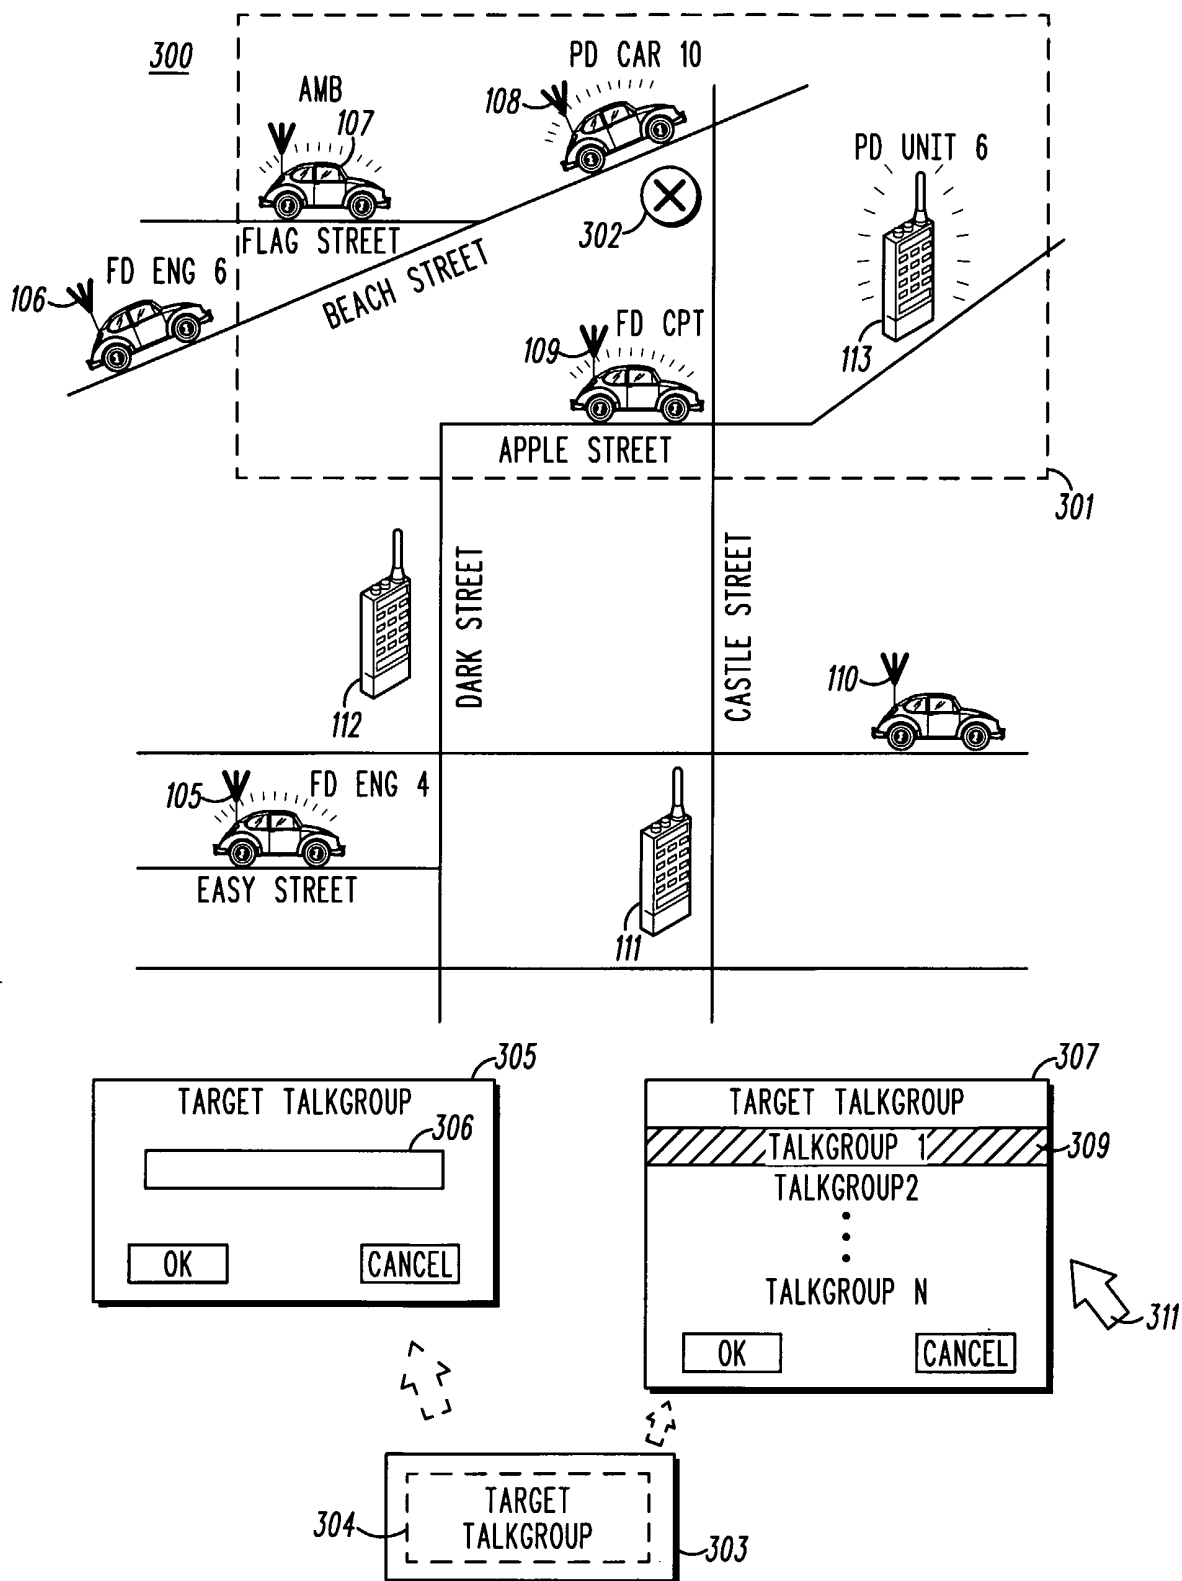 300
PD CAR 10
AMB
108
107
PD UNIT 6
302
FLAG STREET
FD ENG 6
BEACH STREET
106
FD CPT
109
113
APPLE STREET
301
DARK STREET
CASTLE STREET
110
112
105
FD ENG 4
EASY STREET
111
305
TARGET TALKGROUP
306
OK
CANCEL
307
TARGET TALKGROUP
TALKGROUP 1
309
TALKGROUP2
TALKGROUP N
311
OK
CANCEL
TARGET
TALKGROUP
304
303